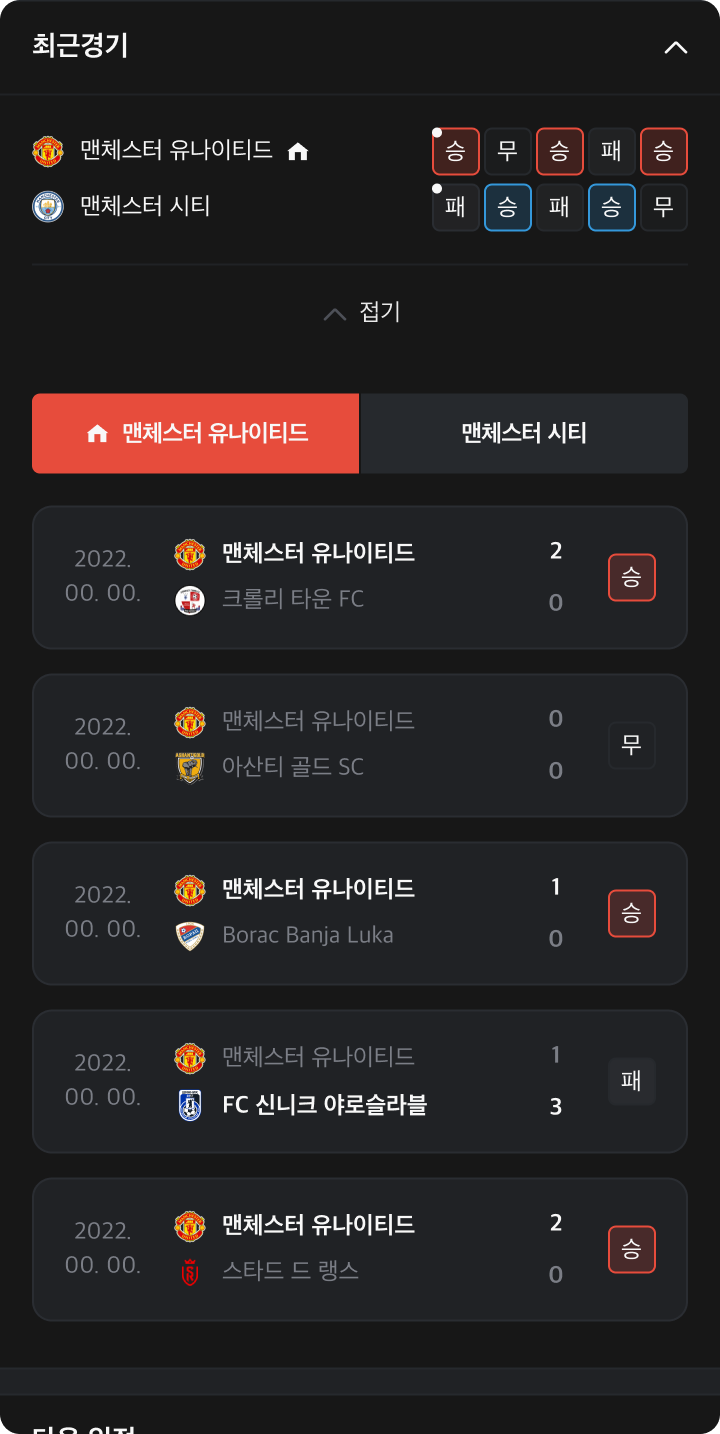 최근경기
맨체스터 유나이티드 승 무 승 패 승
맨체스터 시티 패 승 패 승 무
접기
맨체스터 유나이티드 맨체스터 시티
2022.
00. 00.
맨체스터 유나이티드 2
크롤리 타운 FC 0
승
2022.
00. 00.
맨체스터 유나이티드 0
아산티 골드 SC 0
무
2022.
00. 00.
맨체스터 유나이티드 1
Borac Banja Luka 0
승
2022.
00. 00.
맨체스터 유나이티드 1
FC 신니크 야로슬라블 3
패
2022.
00. 00.
맨체스터 유나이티드 2
스타드 드 랭스 0
승